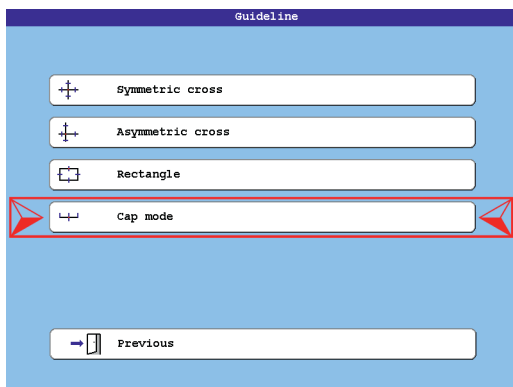 Guideline
Symmetric cross
Asymmetric cross
Rectangle
Cap mode
Previous